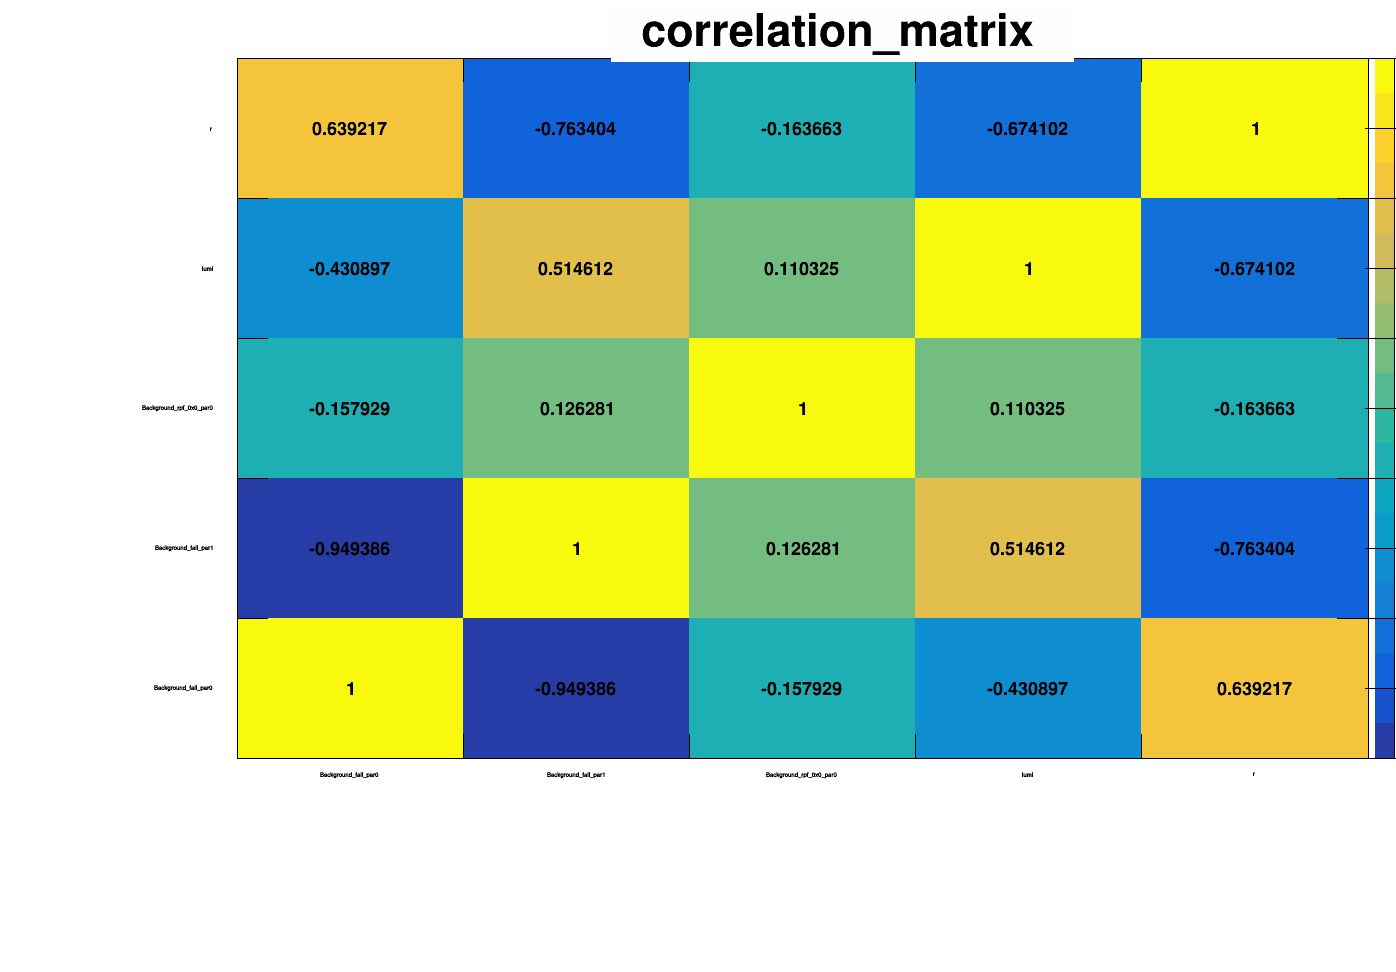 correlation_matrix
r 0.639217 -0.763404 -0.163663 -0.674102 1
lumi -0.430897 0.514612 0.110325 1 -0.674102
Background_rpf_0x0_par0 -0.157929 0.126281 1 0.110325 -0.163663
Background_fail_par1 -0.949386 1 0.126281 0.514612 -0.763404
Background_fail_par0 1 -0.949386 -0.157929 -0.430897 0.639217
Background_fail_par0 Background_fail_par1 Background_rpf_0x0_par0 lumi r